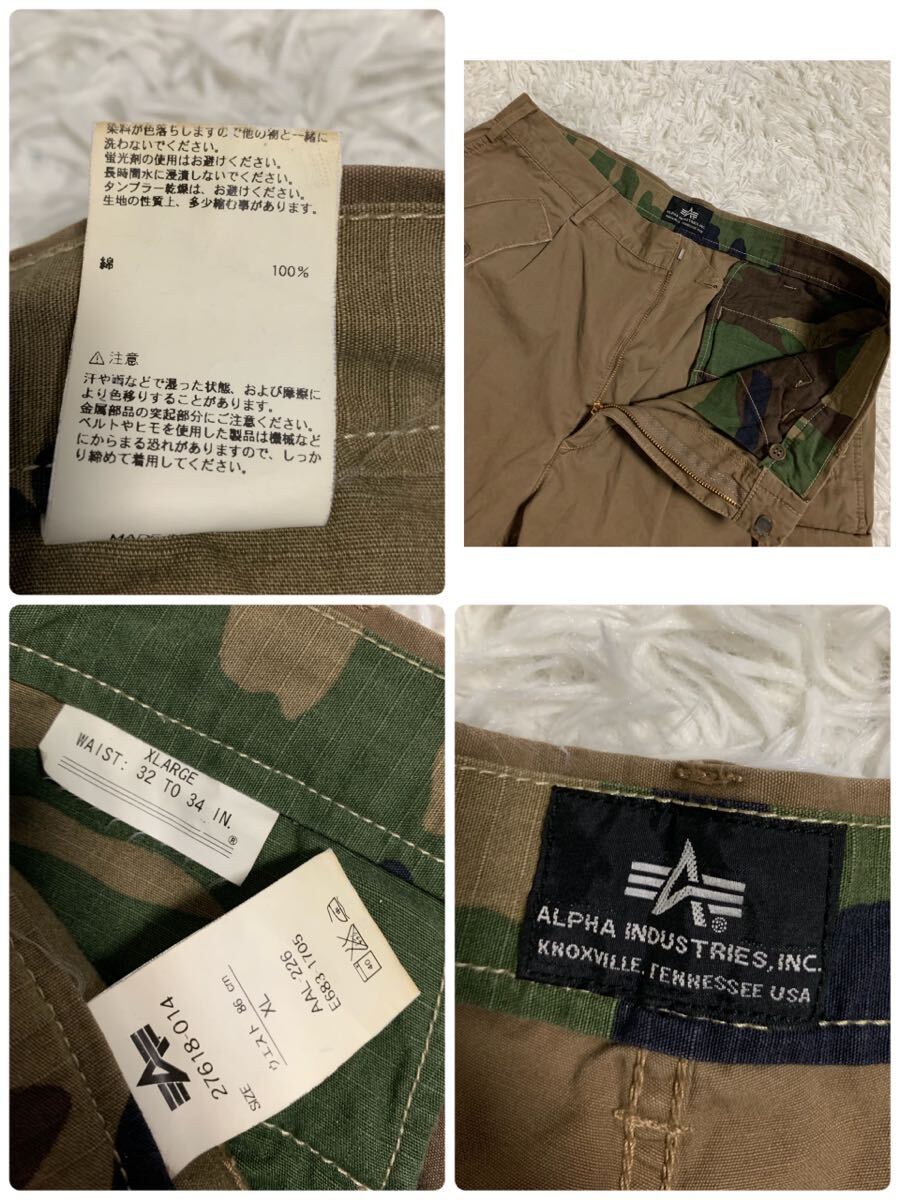 染料が色落ちしますので他の物と一緒に
洗わないでください。
蛍光剤の使用はお避けください。
長時間水に浸漬しないでください。
タンブラー乾燥は、お避けください。
生地の性質上、多少縮む事があります。
綿 100%
⚠注意
汗や雨などで湿った状態、および摩擦に
より色移りすることがあります。
金属部品の突起部分にご注意ください。
ベルトやヒモを使用した製品は機械など
にからまる恐れがありますので、しっか
り締めて着用してください。
ALPHA INDUSTRIES, INC.
XLARGE
WAIST: 32 TO 34 IN.
®
27618-014
SIZE
ウエスト 86 cm
XL
AAL 226
E683 1705
40
®
ALPHA INDUSTRIES, INC.
KNOXVILLE, TENNESSEE USA